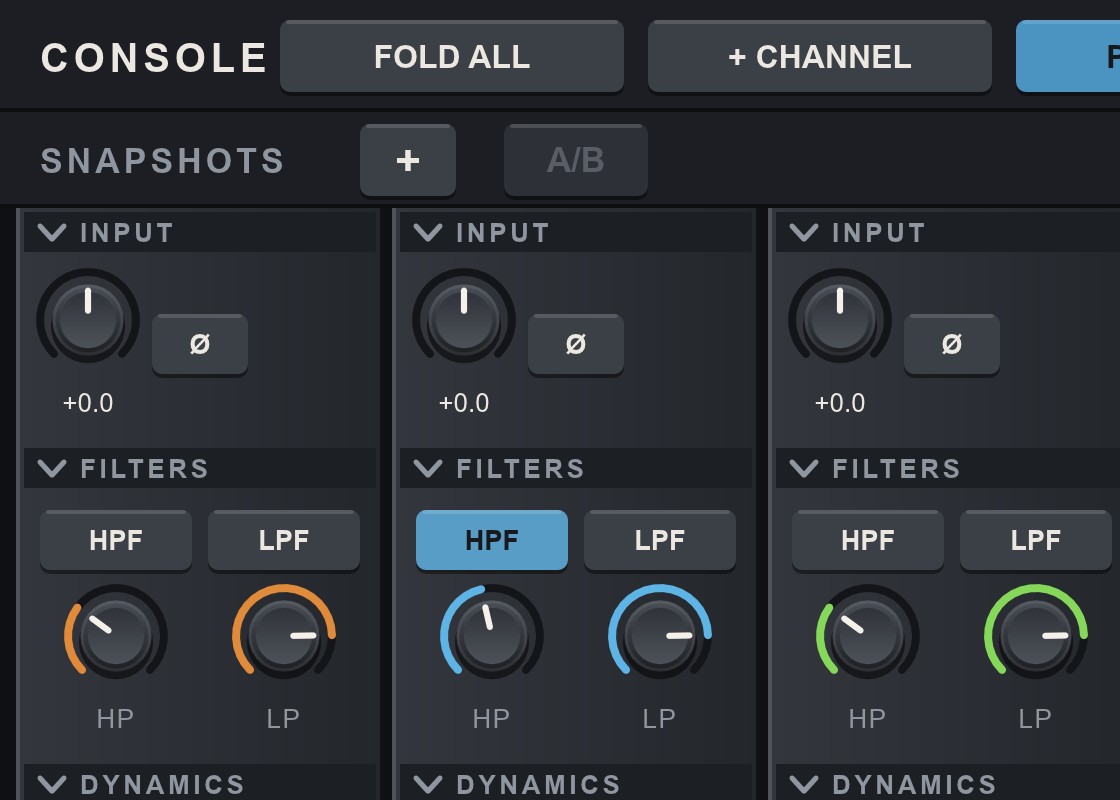 CONSOLE FOLD ALL + CHANNEL
SNAPSHOTS + A/B
INPUT INPUT INPUT
Ø Ø Ø
+0.0 +0.0 +0.0
FILTERS FILTERS FILTERS
HPF LPF HPF LPF HPF LPF
HP LP HP LP HP LP
DYNAMICS DYNAMICS DYNAMICS